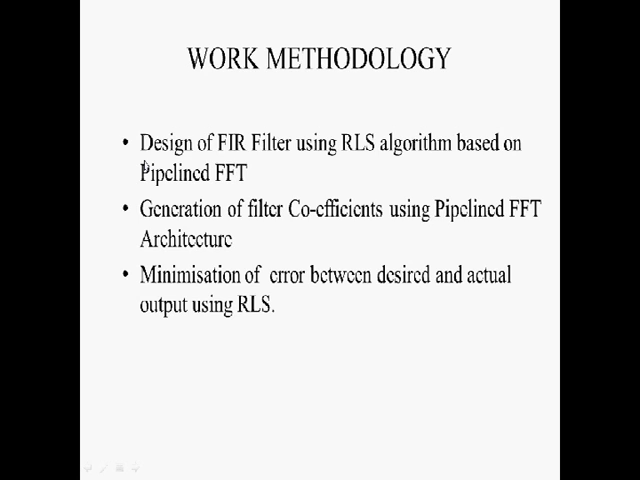 WORK METHODOLOGY
• Design of FIR Filter using RLS algorithm based on
Pipelined FFT
• Generation of filter Co-efficients using Pipelined FFT
Architecture
• Minimisation of error between desired and actual
output using RLS.